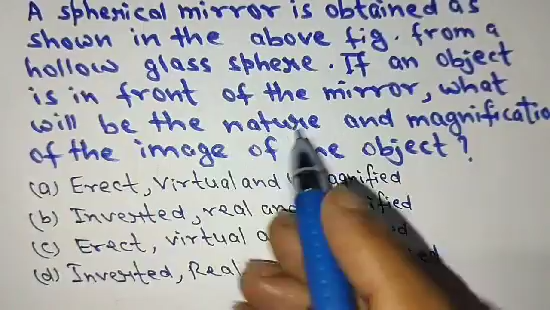 A spherical mirror is obtained as
shown in the above fig. from a
hollow glass sphere. If an object
is in front of the mirror, what
will be the nature and magnificatio
of the image of object?
(a) Erect, virtual and
(b) Inverted, real
(c) Erect, virtual
(d) Inverted, Real